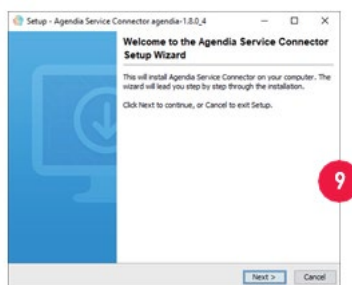 Setup - Agendia Service Connector agendia-1.8.0_4
Welcome to the Agendia Service Connector
Setup Wizard
This will install Agendia Service Connector on your computer. The
wizard will lead you step by step through the installation.
Click Next to continue, or Cancel to exit Setup.
9
Next >
Cancel